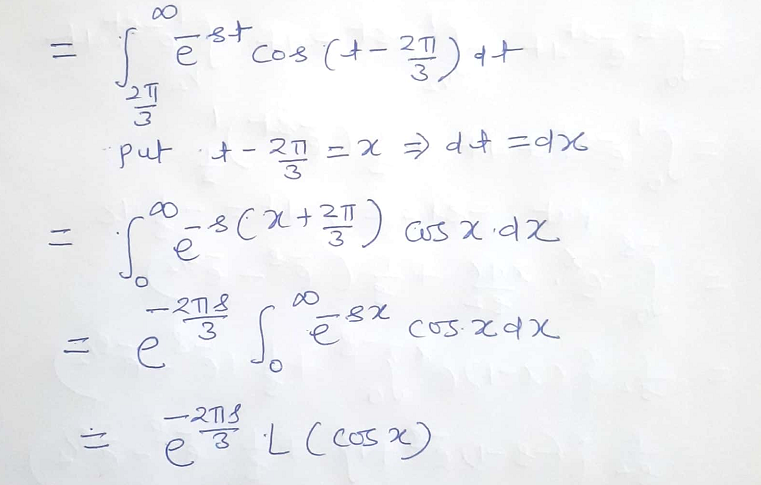 = ∫_{2π/3}^{∞} e^{-st} cos (t - 2π/3) dt
put t - 2π/3 = x ⇒ dt = dx
= ∫_0^∞ e^{-s(x + 2π/3)} cos x.dx
= e^{-2πs/3} ∫_0^∞ e^{-sx} cos.x dx
= e^{-2πs/3} .L (cos x)